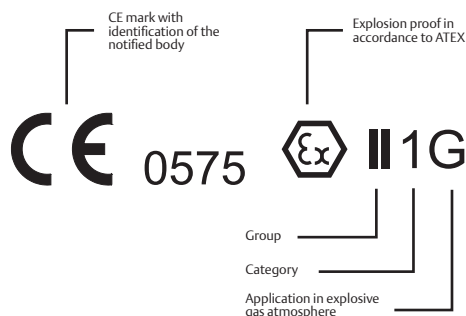 CE mark with
identification of the
notified body
Explosion proof in
accordance to ATEX
CE 0575 Ex II 1G
Group
Category
Application in explosive
gas atmosphere